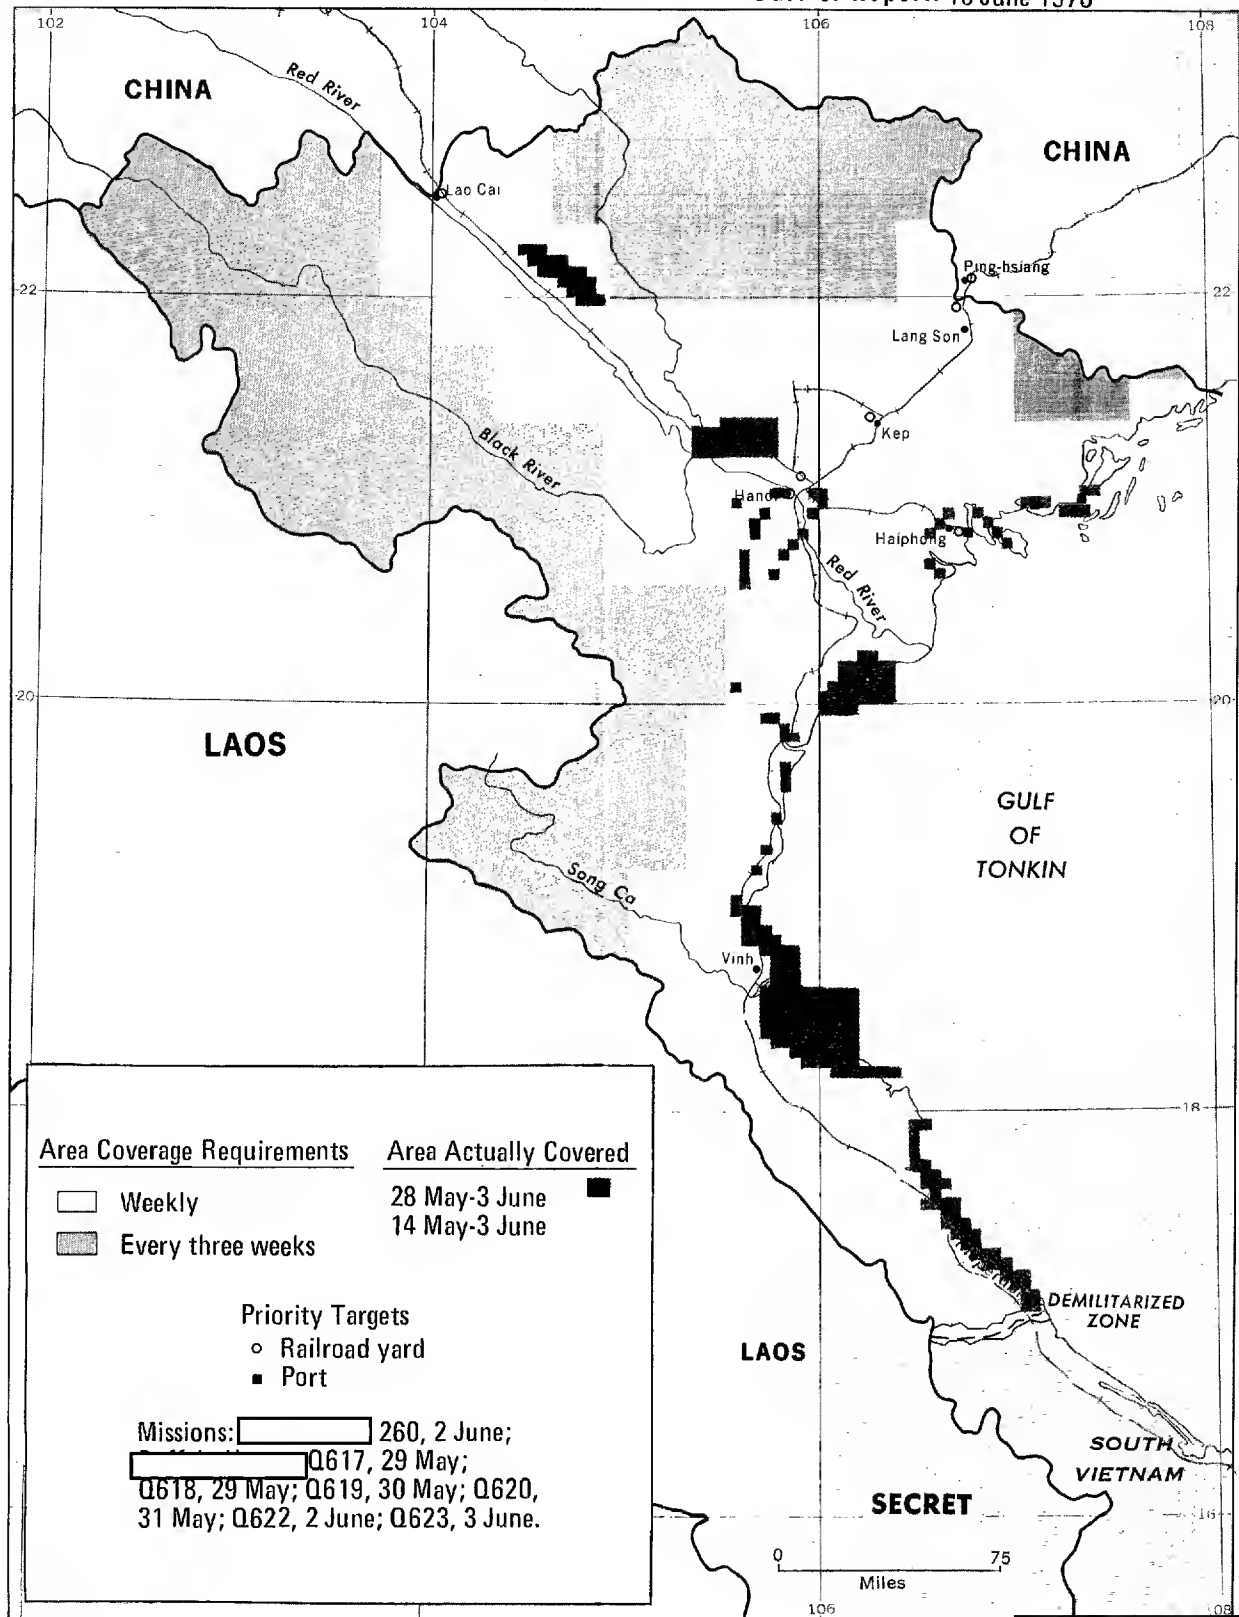 102
104
106
108
CHINA
Red River
CHINA
Lao Cai
Ping-hsiang
22
22
Lang Son
Kep
Black River
Hanoi
Haiphong
Red River
20
20
LAOS
GULF
OF
TONKIN
Song Ca
Vinh
18
Area Coverage Requirements
Weekly
Every three weeks
Area Actually Covered
28 May-3 June
14 May-3 June
Priority Targets
Railroad yard
Port
Missions: 260, 2 June;
Q617, 29 May;
Q618, 29 May; Q619, 30 May; Q620,
31 May; Q622, 2 June; Q623, 3 June.
DEMILITARIZED
ZONE
LAOS
SOUTH
VIETNAM
SECRET
16
0 75
Miles
106